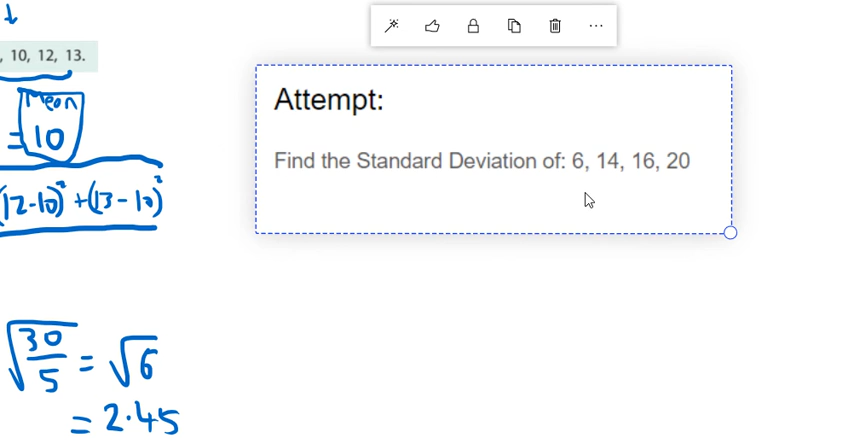 , 10, 12, 13.
Mean
= 10
(12-10)² + (13-10)²
√30/5 = √6
= 2.45
Attempt:
Find the Standard Deviation of: 6, 14, 16, 20